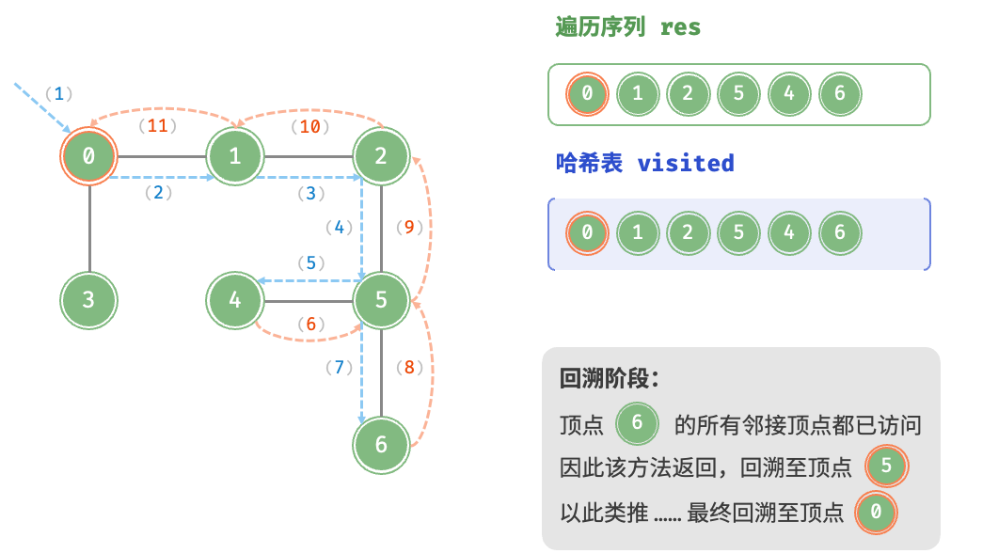 遍历序列 res
0 1 2 5 4 6
哈希表 visited
0 1 2 5 4 6
(1)
(11)
(10)
0
1
2
(2)
(3)
(4)
(9)
(5)
3
4
5
(6)
(7)
(8)
6
回溯阶段：
顶点 6 的所有邻接顶点都已访问
因此该方法返回，回溯至顶点 5
以此类推 …… 最终回溯至顶点 0